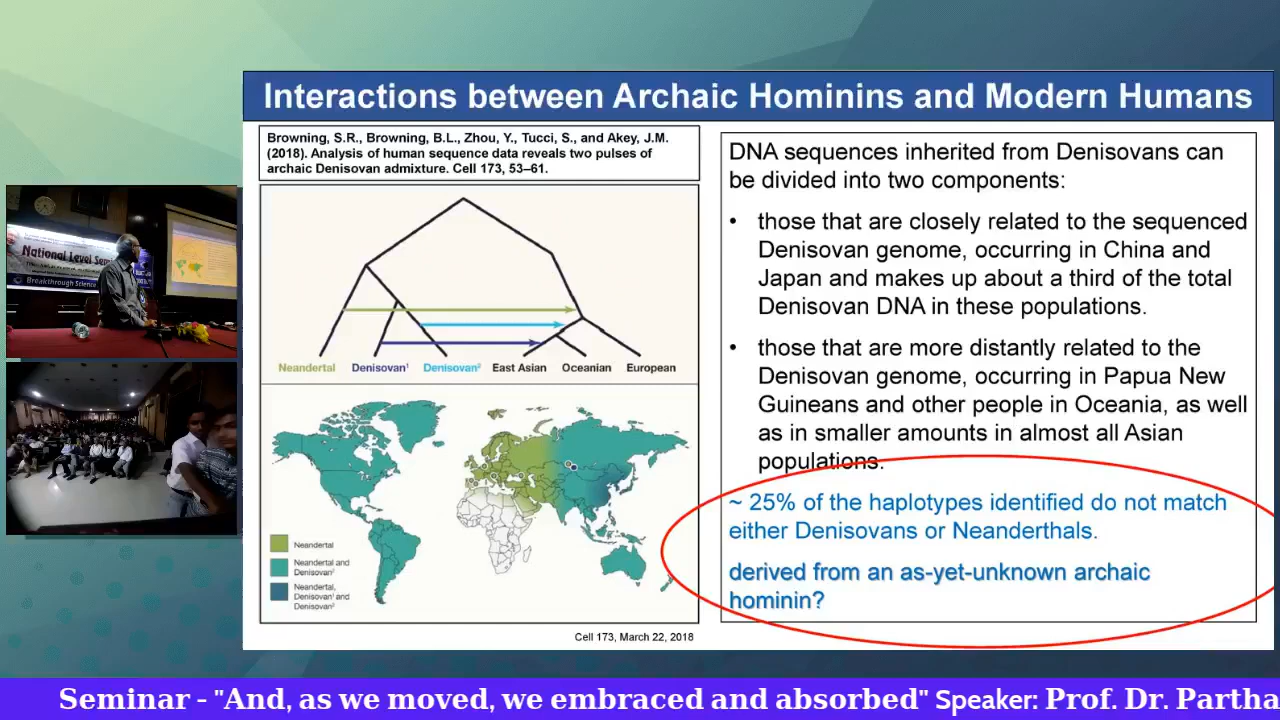 Interactions between Archaic Hominins and Modern Humans
Browning, S.R., Browning, B.L., Zhou, Y., Tucci, S., and Akey, J.M.
(2018). Analysis of human sequence data reveals two pulses of
archaic Denisovan admixture. Cell 173, 53–61.
Neandertal Denisovan¹ Denisovan² East Asian Oceanian European
Neandertal
Neandertal and
Denisovan²
Neandertal,
Denisovan¹ and
Denisovan²
Cell 173, March 22, 2018
DNA sequences inherited from Denisovans can
be divided into two components:
• those that are closely related to the sequenced
Denisovan genome, occurring in China and
Japan and makes up about a third of the total
Denisovan DNA in these populations.
• those that are more distantly related to the
Denisovan genome, occurring in Papua New
Guineans and other people in Oceania, as well
as in smaller amounts in almost all Asian
populations.
~ 25% of the haplotypes identified do not match
either Denisovans or Neanderthals.
derived from an as-yet-unknown archaic
hominin?
National Level Semi
Breakthrough Science
Seminar - "And, as we moved, we embraced and absorbed" Speaker: Prof. Dr. Partha